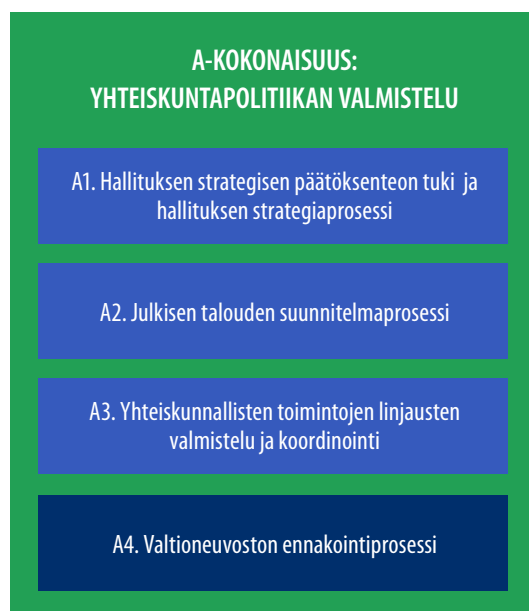 A-KOKONAISUUS:
YHTEISKUNTAPOLITIIKAN VALMISTELU
A1. Hallituksen strategisen päätöksenteon tuki ja
hallituksen strategiaprosessi
A2. Julkisen talouden suunnitelmaprosessi
A3. Yhteiskunnallisten toimintojen linjausten
valmistelu ja koordinointi
A4. Valtioneuvoston ennakointiprosessi